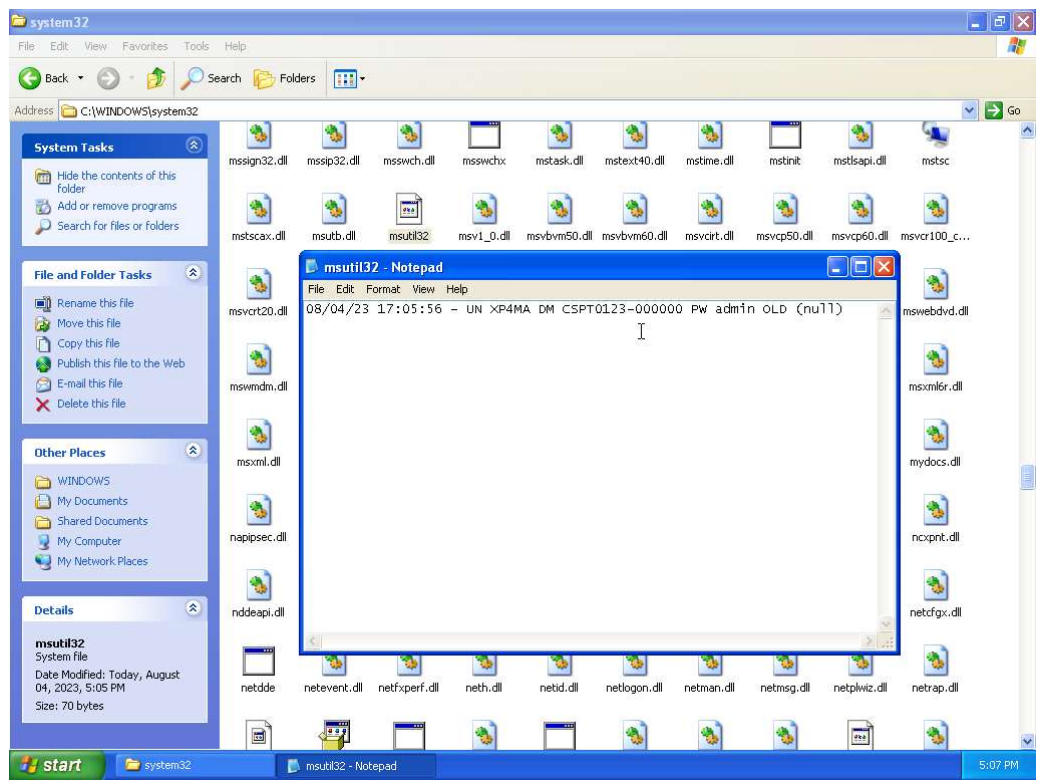 system32
File Edit View Favorites Tools Help
Back Search Folders
Address C:\WINDOWS\system32 Go
System Tasks
Hide the contents of this
folder
Add or remove programs
Search for files or folders
File and Folder Tasks
Rename this file
Move this file
Copy this file
Publish this file to the Web
E-mail this file
Delete this file
Other Places
WINDOWS
My Documents
Shared Documents
My Computer
My Network Places
Details
msutil32
System file
Date Modified: Today, August
04, 2023, 5:05 PM
Size: 70 bytes
mssign32.dll mssip32.dll msswch.dll msswchx mstask.dll mstext40.dll mstime.dll mstinit mstlsapi.dll mstsc
mstscax.dll msutb.dll msutil32 msv1_0.dll msvbvm50.dll msvbvm60.dll msvcirt.dll msvcp50.dll msvcp60.dll msvcr100_c...
msvcrt20.dll mswebdvd.dll
mswmdm.dll msxml6r.dll
msxml.dll mydocs.dll
napipsec.dll ncxpnt.dll
nddeapi.dll netcfgx.dll
netdde netevent.dll netfxperf.dll neth.dll netid.dll netlogon.dll netman.dll netmsg.dll netplwiz.dll netrap.dll
msutil32 - Notepad
File Edit Format View Help
08/04/23 17:05:56 - UN XP4MA DM CSPT0123-000000 PW admin OLD (null)
start system32 msutil32 - Notepad 5:07 PM